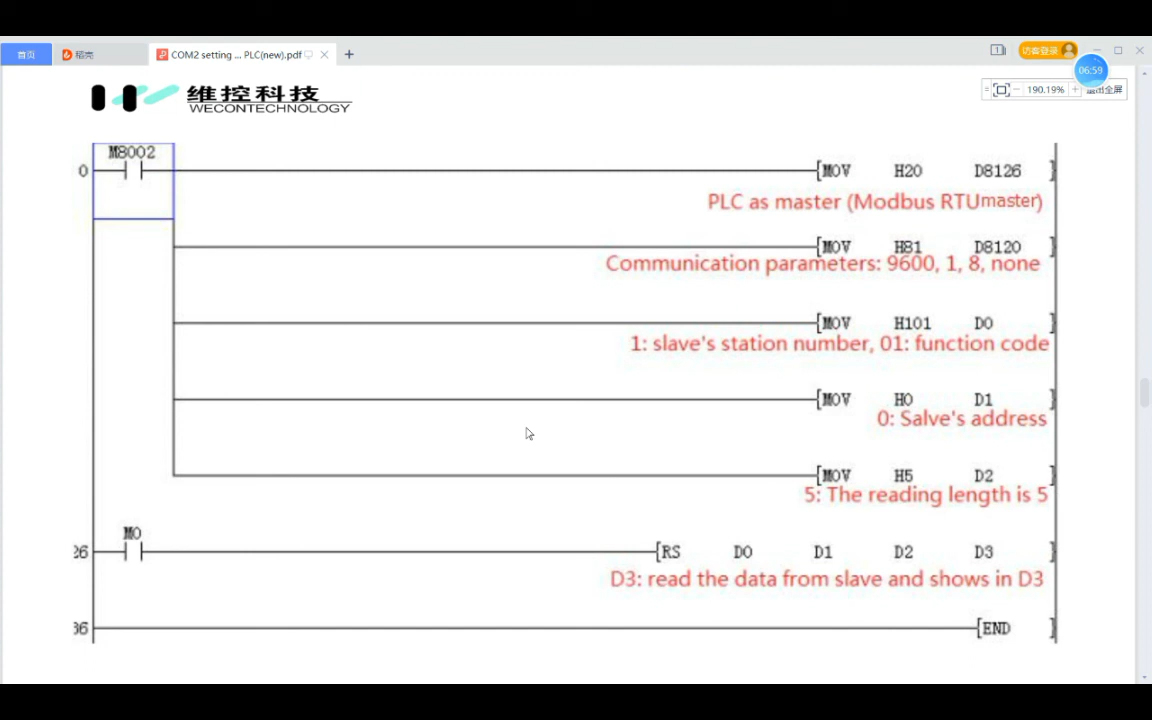 首页
稻壳
COM2 setting ... PLC(new).pdf
1
访客登录
06:59
190.19%
退出全屏
维控科技
WECONTECHNOLOGY
M8002
0
MOV H20 D8126
PLC as master (Modbus RTUmaster)
MOV H81 D8120
Communication parameters: 9600, 1, 8, none
MOV H101 D0
1: slave's station number, 01: function code
MOV H0 D1
0: Salve's address
MOV H5 D2
5: The reading length is 5
M0
26
RS D0 D1 D2 D3
D3: read the data from slave and shows in D3
36
END